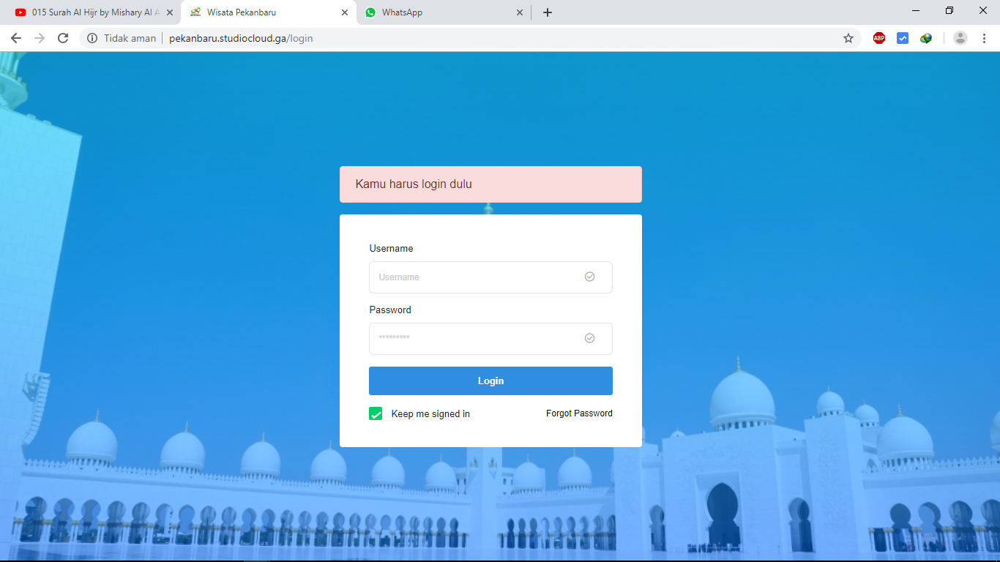 015 Surah Al Hijr by Mishary Al A
Wisata Pekanbaru
WhatsApp
Tidak aman
pekanbaru.studiocloud.ga/login
ABP
Kamu harus login dulu
Username
Username
Password
*********
Login
Keep me signed in
Forgot Password